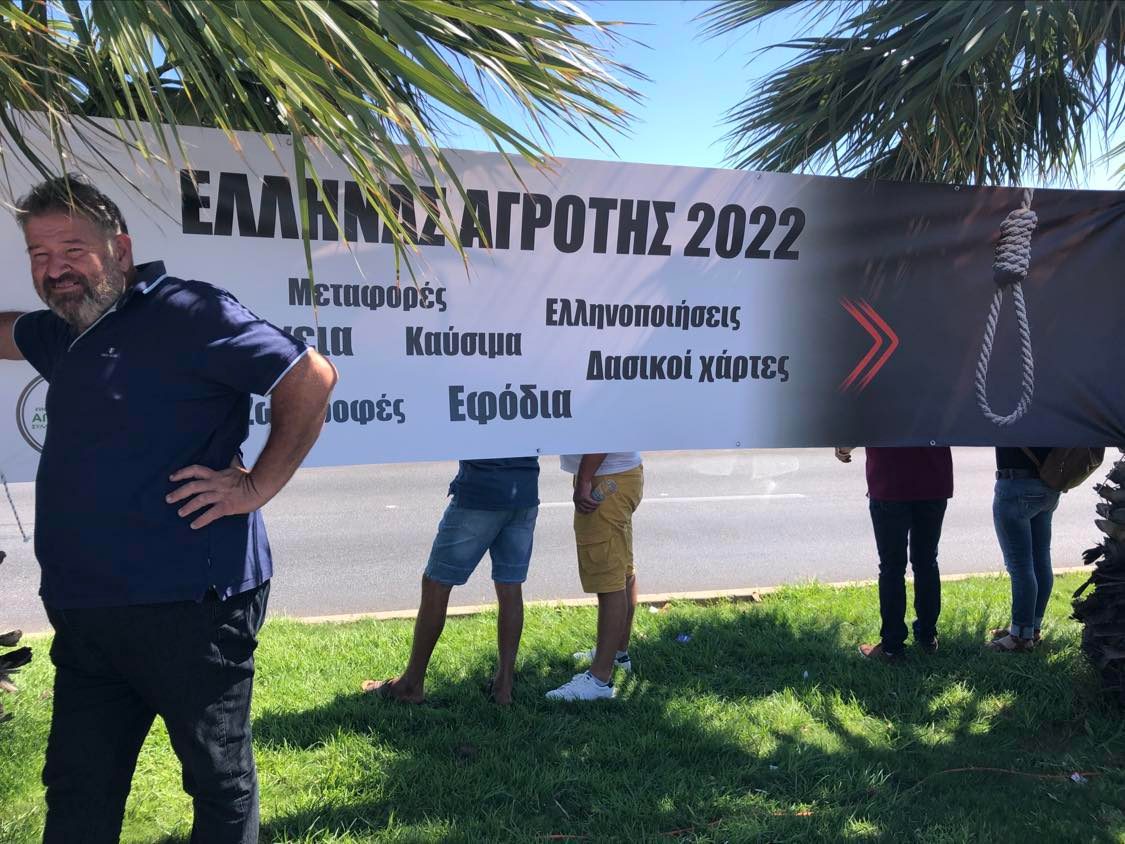 ΕΛΛΗΝΑΣ ΑΓΡΟΤΗΣ 2022
Μεταφορές
Ελληνοποιήσεις
Καύσιμα
Δασικοί χάρτες
Εφόδια